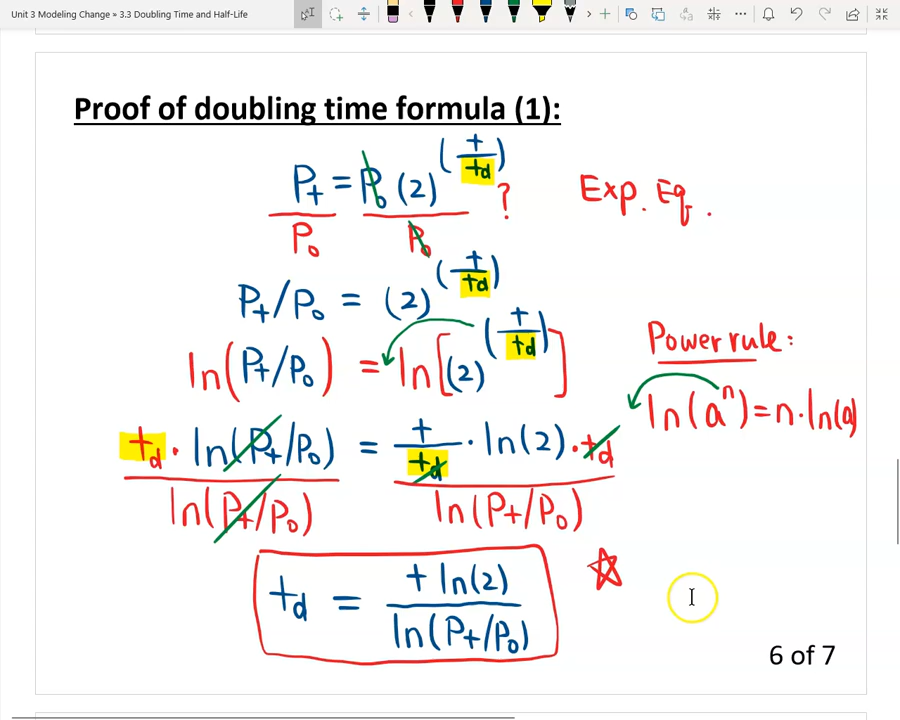 Unit 3 Modeling Change » 3.3 Doubling Time and Half-Life
Proof of doubling time formula (1):
Pt = P₀ (2)^(t/td) ?
P₀ P₀
Exp. Eq.
Pt/P₀ = (2)^(t/td)
ln(Pt/P₀) = ln[(2)^(t/td)]
Power rule:
ln(aⁿ) = n·ln(a)
td · ln(Pt/P₀) = t/td · ln(2) · td
ln(Pt/P₀) ln(Pt/P₀)
td = t ln(2)
ln(Pt/P₀)
6 of 7